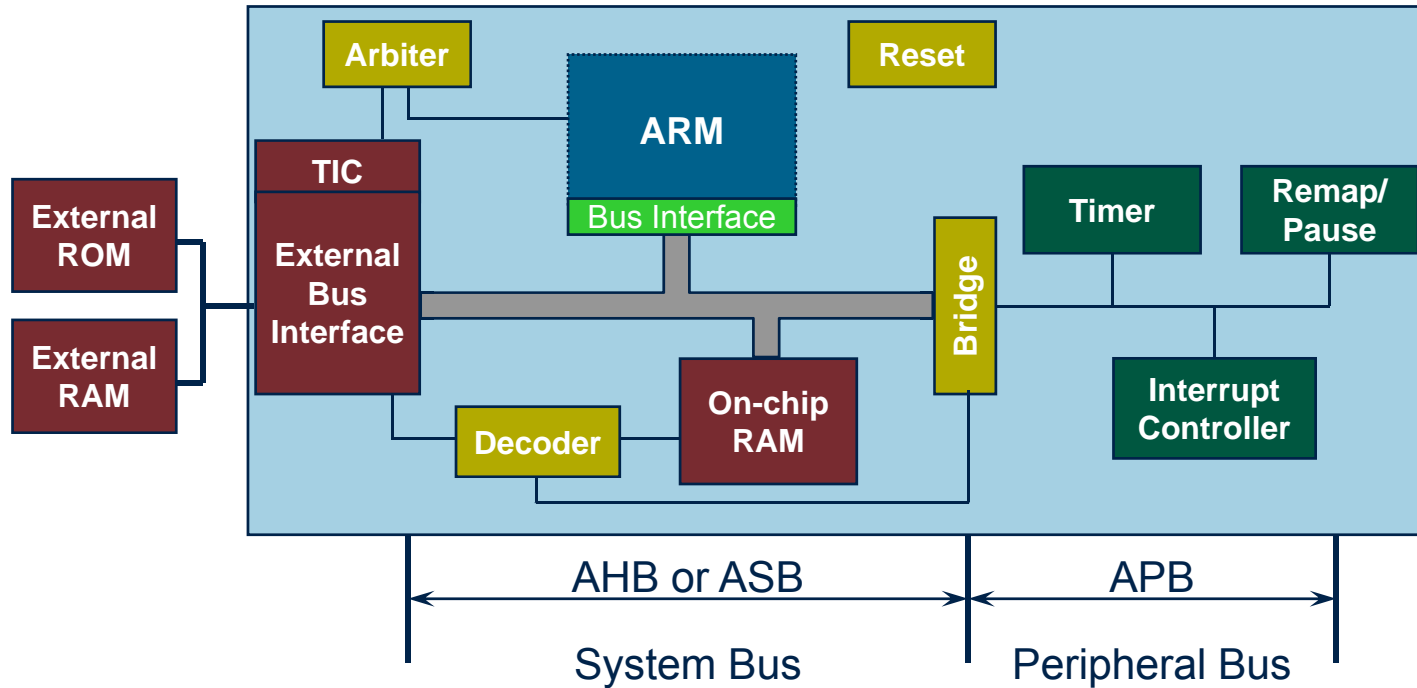 Arbiter
Reset
ARM
TIC
Bus Interface
External
ROM
External
Bus
Interface
External
RAM
Timer
Remap/
Pause
Bridge
On-chip
RAM
Decoder
Interrupt
Controller
AHB or ASB
APB
System Bus
Peripheral Bus